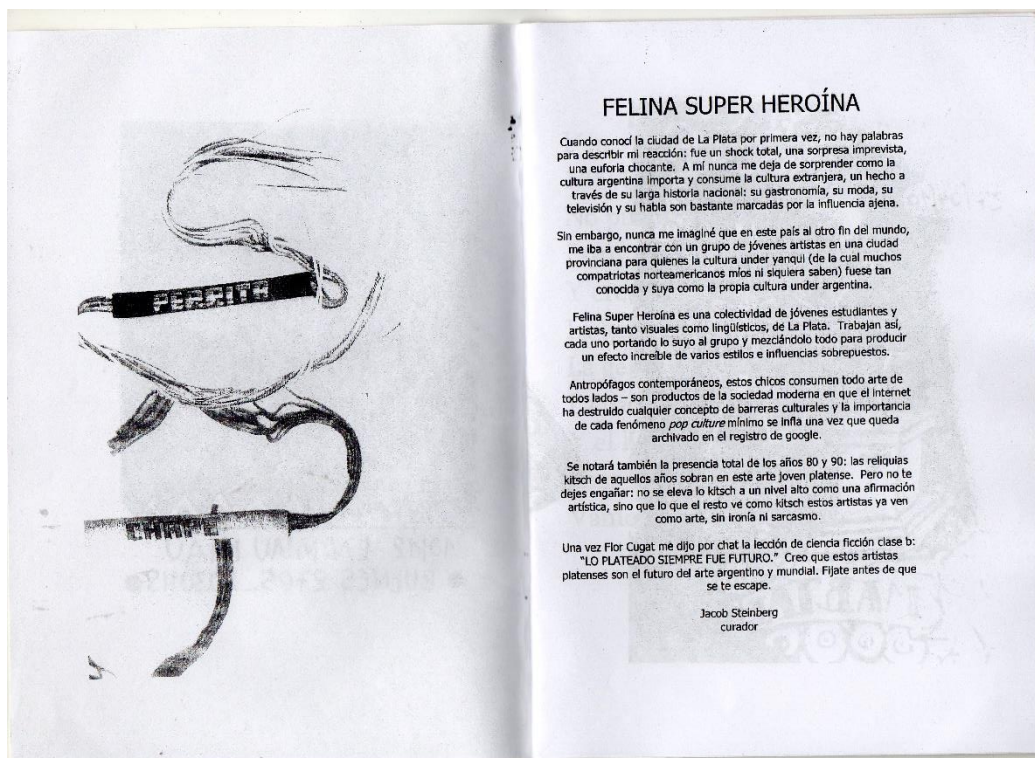 PERRITA
CHAPE
FELINA SUPER HEROÍNA
Cuando conocí la ciudad de La Plata por primera vez, no hay palabras
para describir mi reacción: fue un shock total, una sorpresa imprevista,
una euforia chocante. A mí nunca me deja de sorprender como la
cultura argentina importa y consume la cultura extranjera, un hecho a
través de su larga historia nacional: su gastronomía, su moda, su
televisión y su habla son bastante marcadas por la influencia ajena.
Sin embargo, nunca me imaginé que en este país al otro fin del mundo,
me iba a encontrar con un grupo de jóvenes artistas en una ciudad
provinciana para quienes la cultura under yanqui (de la cual muchos
compatriotas norteamericanos míos ni siquiera saben) fuese tan
conocida y suya como la propia cultura under argentina.
Felina Super Heroína es una colectividad de jóvenes estudiantes y
artistas, tanto visuales como lingüísticos, de La Plata. Trabajan así,
cada uno portando lo suyo al grupo y mezclándolo todo para producir
un efecto increíble de varios estilos e influencias sobrepuestos.
Antropófagos contemporáneos, estos chicos consumen todo arte de
todos lados – son productos de la sociedad moderna en que el internet
ha destruido cualquier concepto de barreras culturales y la importancia
de cada fenómeno pop culture mínimo se infla una vez que queda
archivado en el registro de google.
Se notará también la presencia total de los años 80 y 90: las reliquias
kitsch de aquellos años sobran en este arte joven platense. Pero no te
dejes engañar: no se eleva lo kitsch a un nivel alto como una afirmación
artística, sino que lo que el resto vé como kitsch estos artistas ya ven
como arte, sin ironía ni sarcasmo.
Una vez Flor Cugat me dijo por chat la lección de ciencia ficción clase b:
"LO PLATEADO SIEMPRE FUE FUTURO." Creo que estos artistas
platenses son el futuro del arte argentino y mundial. Fijate antes de que
se te escape.
Jacob Steinberg
curador